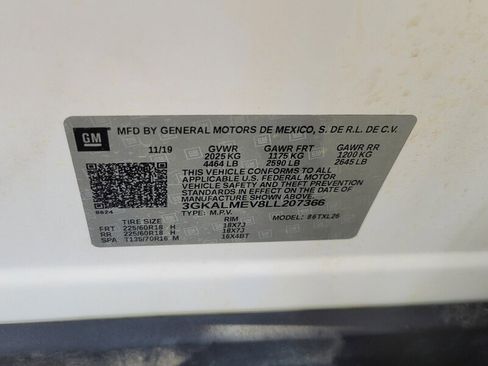 GM MFD BY GENERAL MOTORS DE MEXICO, S. DE R.L. DE C.V.
11/19 GVWR GAWR FRT GAWR RR
2025 KG 1175 KG 1200 KG
4464 LB 2590 LB 2645 LB
THIS VEHICLE CONFORMS TO ALL
APPLICABLE U.S. FEDERAL MOTOR
VEHICLE SAFETY AND THEFT PREVENTION
STANDARDS IN EFFECT ON THE DATE OF
MANUFACTURE SHOWN ABOVE.
3GKALMEV8LL207366
8624 TYPE: M.P.V. MODEL: 86TXL26
TIRE SIZE RIM
FRT 225/60R18 H 18X7J
RR 225/60R18 H 18X7J
SPA T135/70R16 M 16X4BT